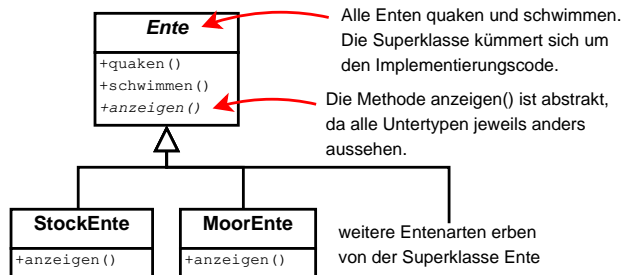 Ente
+quaken()
+schwimmen()
+anzeigen()
Alle Enten quaken und schwimmen.
Die Superklasse kümmert sich um
den Implementierungscode.
Die Methode anzeigen() ist abstrakt,
da alle Untertypen jeweils anders
aussehen.
StockEnte
+anzeigen()
MoorEnte
+anzeigen()
weitere Entenarten erben
von der Superklasse Ente